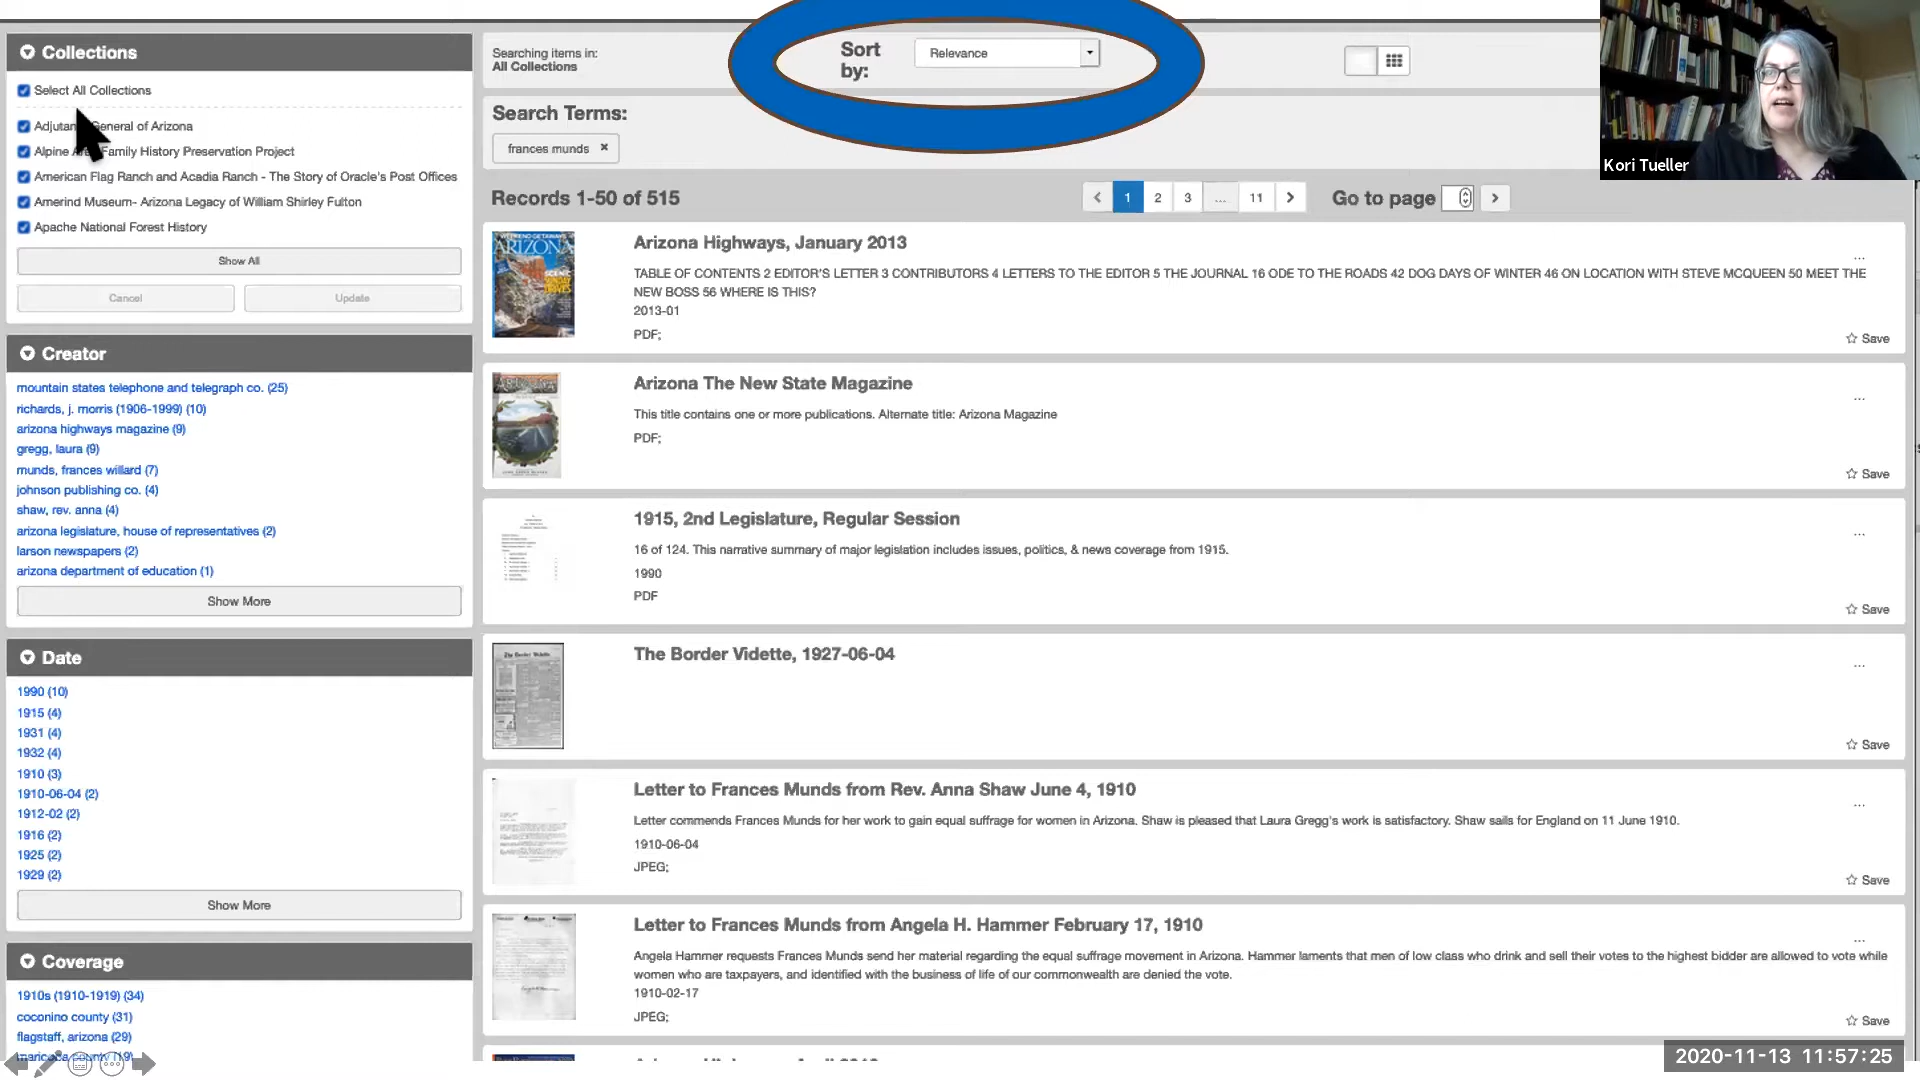 Collections
Select All Collections
General of Arizona
Alpine Family History Preservation Project
American Flag Ranch and Acadia Ranch - The Story of Oracle's Post Offices
Amerind Museum- Arizona Legacy of William Shirley Fulton
Apache National Forest History
Show All
Cancel Update
Creator
mountain states telephone and telegraph co. (25)
richards, j. morris (1906-1999) (10)
arizona highways magazine (9)
gregg, laura (9)
munds, frances willard (7)
johnson publishing co. (4)
shaw, rev. anna (4)
arizona legislature, house of representatives (2)
larson newspapers (2)
arizona department of education (1)
Show More
Date
1990 (10)
1915 (4)
1931 (4)
1932 (4)
1910 (3)
1910-06-04 (2)
1912-02 (2)
1916 (2)
1925 (2)
1929 (2)
Show More
Coverage
1910s (1910-1919) (34)
coconino county (31)
flagstaff, arizona (29)
maricopa county (19)
Searching items in:
All Collections
Sort
by:
Relevance
Search Terms:
frances munds ×
Records 1-50 of 515
< 1 2 3 ... 11 >
Go to page >
ARIZONA
Arizona Highways, January 2013
TABLE OF CONTENTS 2 EDITOR'S LETTER 3 CONTRIBUTORS 4 LETTERS TO THE EDITOR 5 THE JOURNAL 16 ODE TO THE ROADS 42 DOG DAYS OF WINTER 46 ON LOCATION WITH STEVE MCQUEEN 50 MEET THE
NEW BOSS 56 WHERE IS THIS?
2013-01
PDF;
...
Save
Arizona The New State Magazine
This title contains one or more publications. Alternate title: Arizona Magazine
PDF;
...
Save
1915, 2nd Legislature, Regular Session
16 of 124. This narrative summary of major legislation includes issues, politics, & news coverage from 1915.
1990
PDF
...
Save
The Border Vidette
The Border Vidette, 1927-06-04
...
Save
Letter to Frances Munds from Rev. Anna Shaw June 4, 1910
Letter commends Frances Munds for her work to gain equal suffrage for women in Arizona. Shaw is pleased that Laura Gregg's work is satisfactory. Shaw sails for England on 11 June 1910.
1910-06-04
JPEG;
...
Save
Letter to Frances Munds from Angela H. Hammer February 17, 1910
Angela Hammer requests Frances Munds send her material regarding the equal suffrage movement in Arizona. Hammer laments that men of low class who drink and sell their votes to the highest bidder are allowed to vote while
women who are taxpayers, and identified with the business of life of our commonwealth are denied the vote.
1910-02-17
JPEG;
...
Save
Kori Tueller
2020-11-13 11:57:25